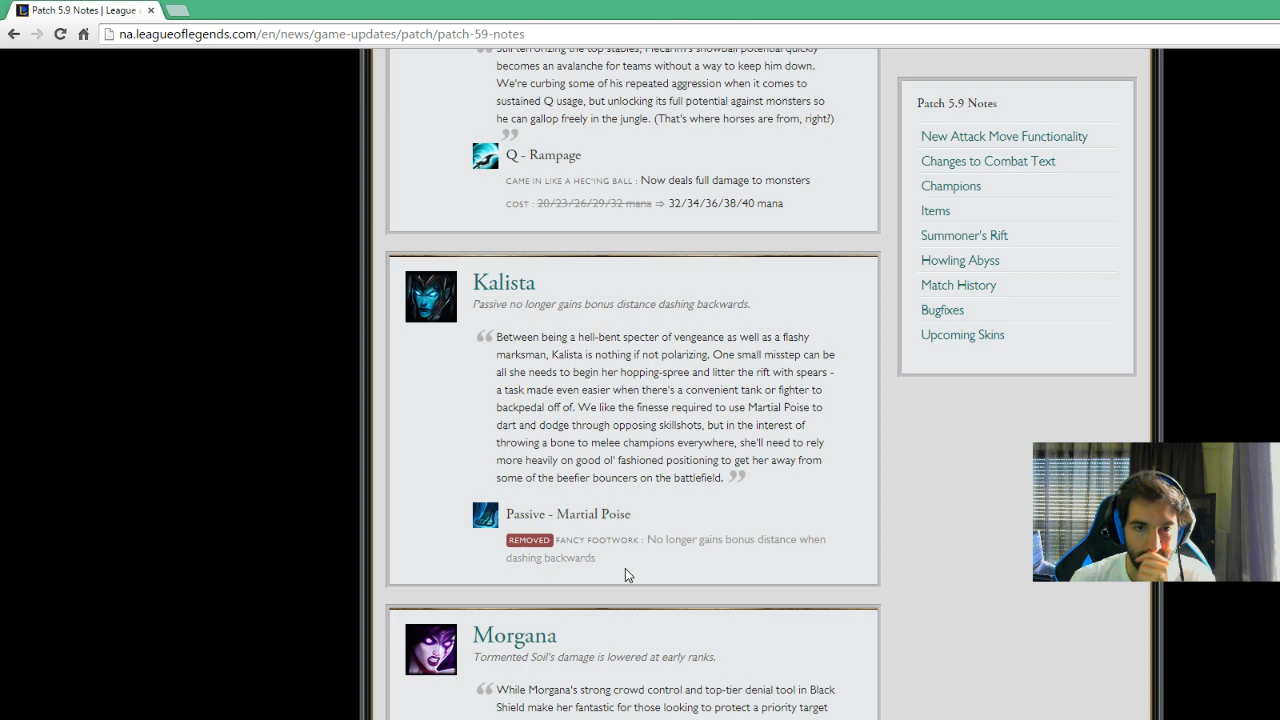 Patch 5.9 Notes | League
na.leagueoflegends.com/en/news/game-updates/patch/patch-59-notes
Still terrorizing the top stables, Hecarim's snowball potential quickly
becomes an avalanche for teams without a way to keep him down.
We're curbing some of his repeated aggression when it comes to
sustained Q usage, but unlocking its full potential against monsters so
he can gallop freely in the jungle. (That's where horses are from, right?)
Q - Rampage
CAME IN LIKE A HEC'ING BALL : Now deals full damage to monsters
COST : 20/23/26/29/32 mana ⇒ 32/34/36/38/40 mana
Kalista
Passive no longer gains bonus distance dashing backwards.
Between being a hell-bent specter of vengeance as well as a flashy
marksman, Kalista is nothing if not polarizing. One small misstep can be
all she needs to begin her hopping-spree and litter the rift with spears -
a task made even easier when there's a convenient tank or fighter to
backpedal off of. We like the finesse required to use Martial Poise to
dart and dodge through opposing skillshots, but in the interest of
throwing a bone to melee champions everywhere, she'll need to rely
more heavily on good ol' fashioned positioning to get her away from
some of the beefier bouncers on the battlefield.
Passive - Martial Poise
REMOVED FANCY FOOTWORK : No longer gains bonus distance when
dashing backwards
Morgana
Tormented Soil's damage is lowered at early ranks.
While Morgana's strong crowd control and top-tier denial tool in Black
Shield make her fantastic for those looking to protect a priority target
Patch 5.9 Notes
New Attack Move Functionality
Changes to Combat Text
Champions
Items
Summoner's Rift
Howling Abyss
Match History
Bugfixes
Upcoming Skins